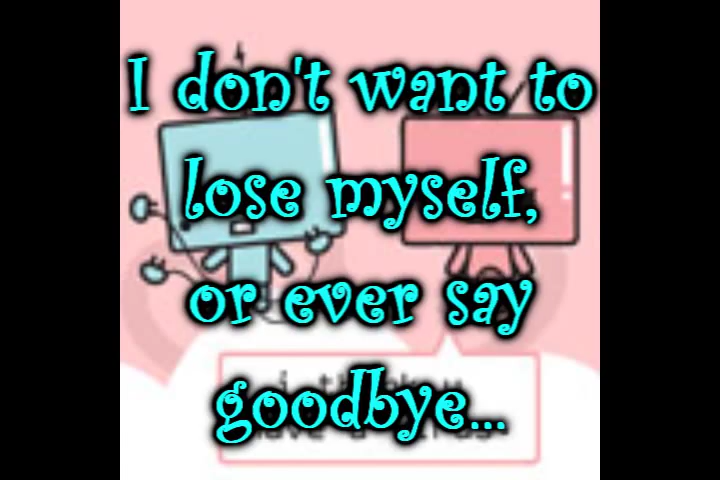 I don't want to
lose myself,
or ever say
goodbye...